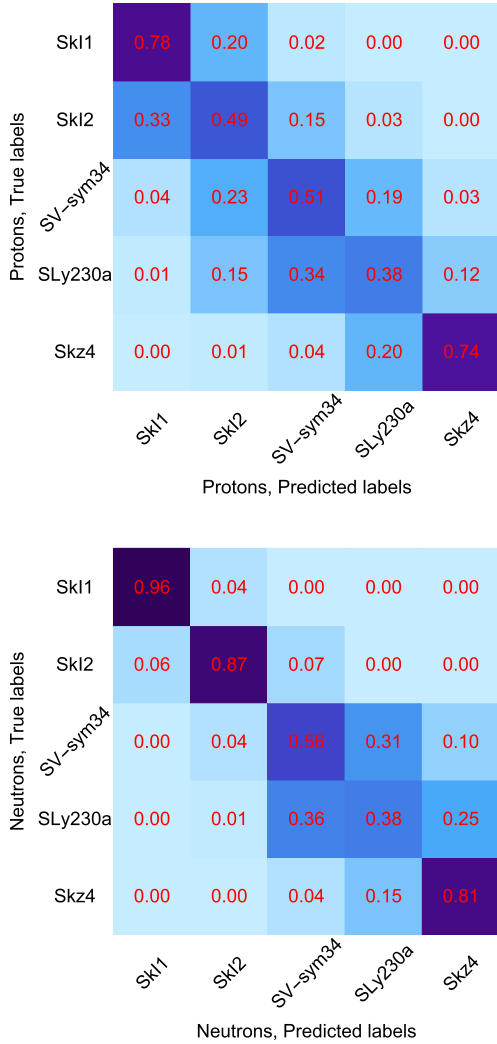 SkI1 0.78 0.20 0.02 0.00 0.00
SkI2 0.33 0.49 0.15 0.03 0.00
SV-sym34 0.04 0.23 0.51 0.19 0.03
SLy230a 0.01 0.15 0.34 0.38 0.12
Skz4 0.00 0.01 0.04 0.20 0.74
Protons, True labels
SkI1 SkI2 SV-sym34 SLy230a Skz4
Protons, Predicted labels
SkI1 0.96 0.04 0.00 0.00 0.00
SkI2 0.06 0.87 0.07 0.00 0.00
SV-sym34 0.00 0.04 0.56 0.31 0.10
SLy230a 0.00 0.01 0.36 0.38 0.25
Skz4 0.00 0.00 0.04 0.15 0.81
Neutrons, True labels
SkI1 SkI2 SV-sym34 SLy230a Skz4
Neutrons, Predicted labels